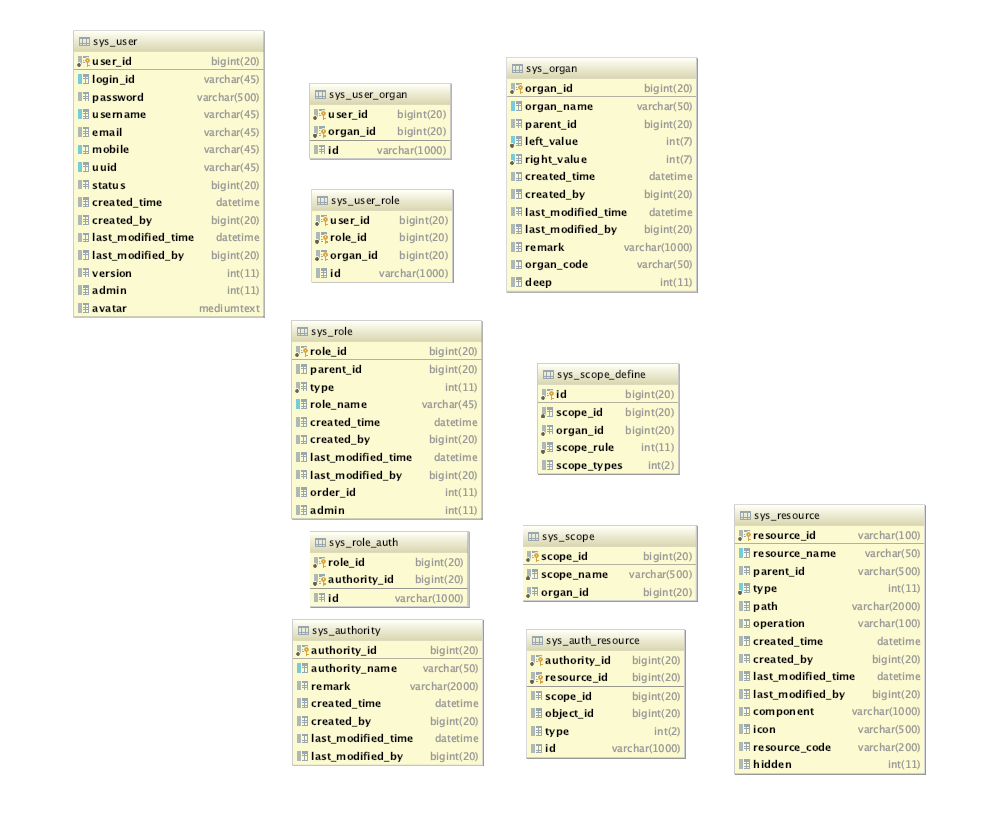 sys_user
user_id bigint(20)
login_id varchar(45)
password varchar(500)
username varchar(45)
email varchar(45)
mobile varchar(45)
uuid varchar(45)
status bigint(20)
created_time datetime
created_by bigint(20)
last_modified_time datetime
last_modified_by bigint(20)
version int(11)
admin int(11)
avatar mediumtext
sys_user_organ
user_id bigint(20)
organ_id bigint(20)
id varchar(1000)
sys_organ
organ_id bigint(20)
organ_name varchar(50)
parent_id bigint(20)
left_value int(7)
right_value int(7)
created_time datetime
created_by bigint(20)
last_modified_time datetime
last_modified_by bigint(20)
remark varchar(1000)
organ_code varchar(50)
deep int(11)
sys_user_role
user_id bigint(20)
role_id bigint(20)
organ_id bigint(20)
id varchar(1000)
sys_role
role_id bigint(20)
parent_id bigint(20)
type int(11)
role_name varchar(45)
created_time datetime
created_by bigint(20)
last_modified_time datetime
last_modified_by bigint(20)
order_id int(11)
admin int(11)
sys_scope_define
id bigint(20)
scope_id bigint(20)
organ_id bigint(20)
scope_rule int(11)
scope_types int(2)
sys_role_auth
role_id bigint(20)
authority_id bigint(20)
id varchar(1000)
sys_scope
scope_id bigint(20)
scope_name varchar(500)
organ_id bigint(20)
sys_resource
resource_id varchar(100)
resource_name varchar(50)
parent_id varchar(500)
type int(11)
path varchar(2000)
operation varchar(100)
created_time datetime
created_by bigint(20)
last_modified_time datetime
last_modified_by bigint(20)
component varchar(1000)
icon varchar(500)
resource_code varchar(200)
hidden int(11)
sys_authority
authority_id bigint(20)
authority_name varchar(50)
remark varchar(2000)
created_time datetime
created_by bigint(20)
last_modified_time datetime
last_modified_by bigint(20)
sys_auth_resource
authority_id bigint(20)
resource_id bigint(20)
scope_id bigint(20)
object_id bigint(20)
type int(2)
id varchar(1000)